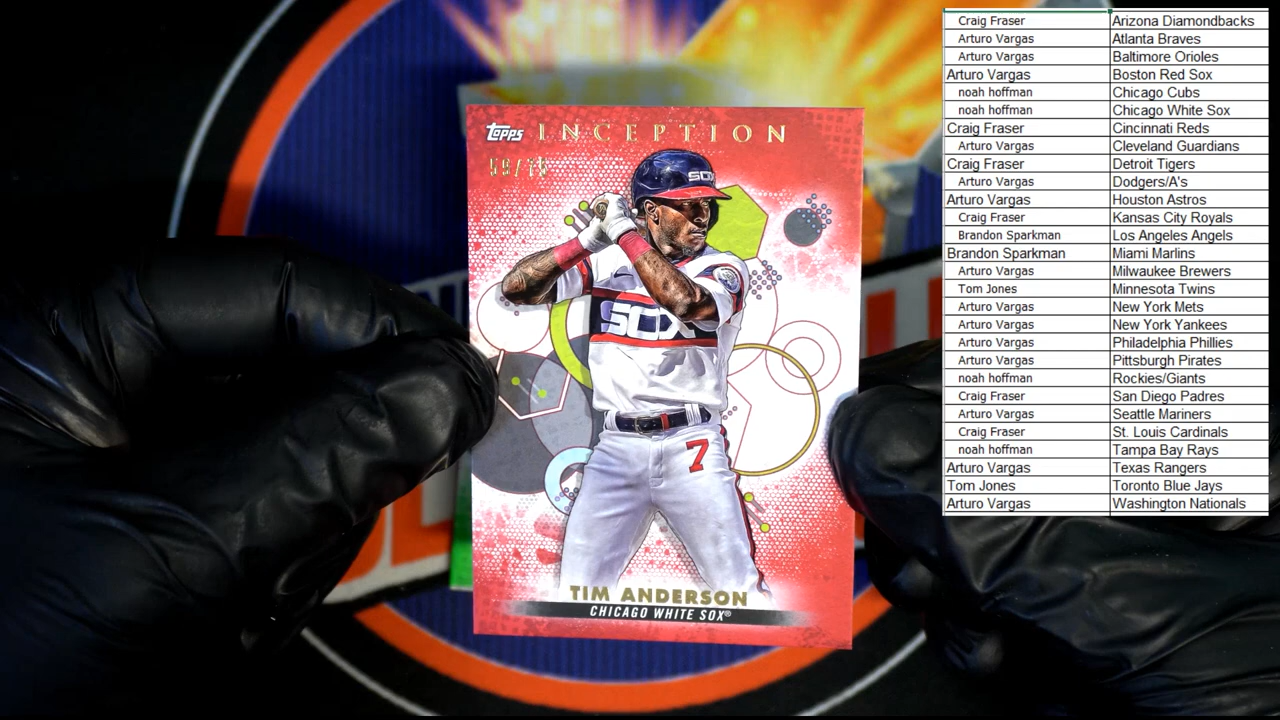 Topps INCEPTION
SOX
SOX
7
TIM ANDERSON
CHICAGO WHITE SOX®
Craig Fraser Arizona Diamondbacks
Arturo Vargas Atlanta Braves
Arturo Vargas Baltimore Orioles
Arturo Vargas Boston Red Sox
noah hoffman Chicago Cubs
noah hoffman Chicago White Sox
Craig Fraser Cincinnati Reds
Arturo Vargas Cleveland Guardians
Craig Fraser Detroit Tigers
Arturo Vargas Dodgers/A's
Arturo Vargas Houston Astros
Craig Fraser Kansas City Royals
Brandon Sparkman Los Angeles Angels
Brandon Sparkman Miami Marlins
Arturo Vargas Milwaukee Brewers
Tom Jones Minnesota Twins
Arturo Vargas New York Mets
Arturo Vargas New York Yankees
Arturo Vargas Philadelphia Phillies
Arturo Vargas Pittsburgh Pirates
noah hoffman Rockies/Giants
Craig Fraser San Diego Padres
Arturo Vargas Seattle Mariners
Craig Fraser St. Louis Cardinals
noah hoffman Tampa Bay Rays
Arturo Vargas Texas Rangers
Tom Jones Toronto Blue Jays
Arturo Vargas Washington Nationals